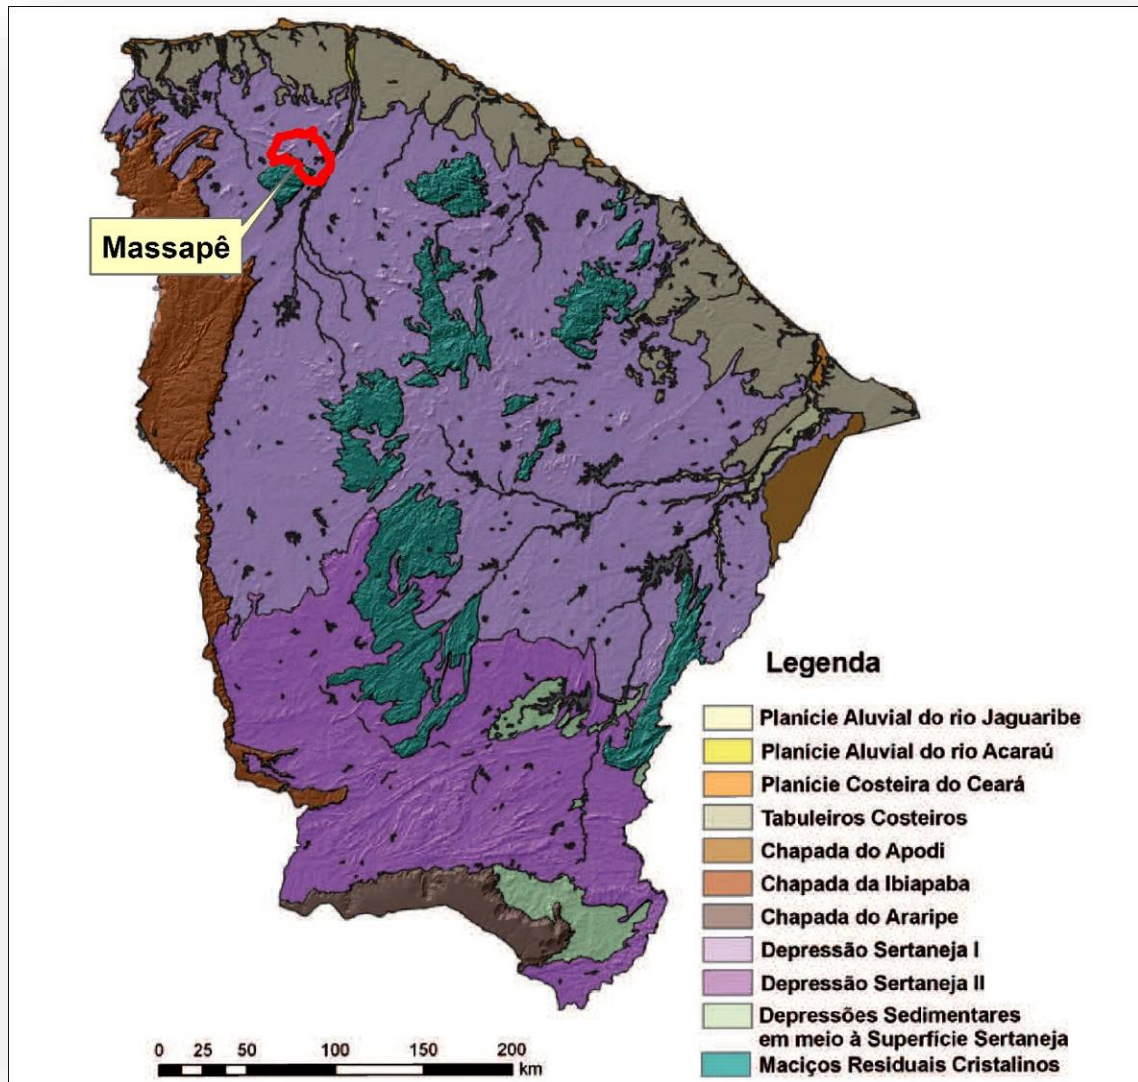 Massapê
Legenda
Planície Aluvial do rio Jaguaribe
Planície Aluvial do rio Acaraú
Planície Costeira do Ceará
Tabuleiros Costeiros
Chapada do Apodi
Chapada da Ibiapaba
Chapada do Araripe
Depressão Sertaneja I
Depressão Sertaneja II
Depressões Sedimentares
em meio à Superfície Sertaneja
Maciços Residuais Cristalinos
0 25 50 100 150 200
km